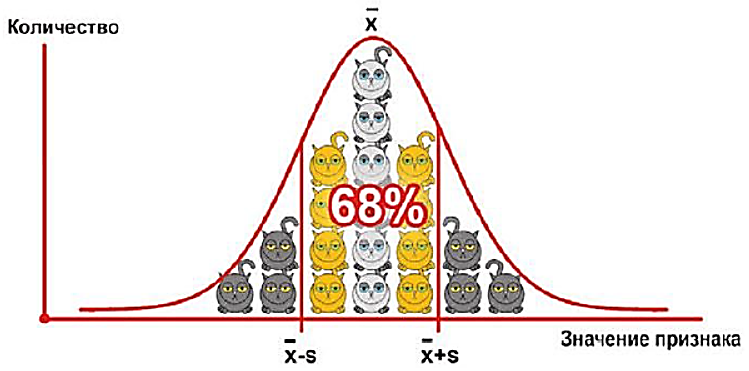 Количество
x̄
68%
x̄-s
x̄+s
Значение признака